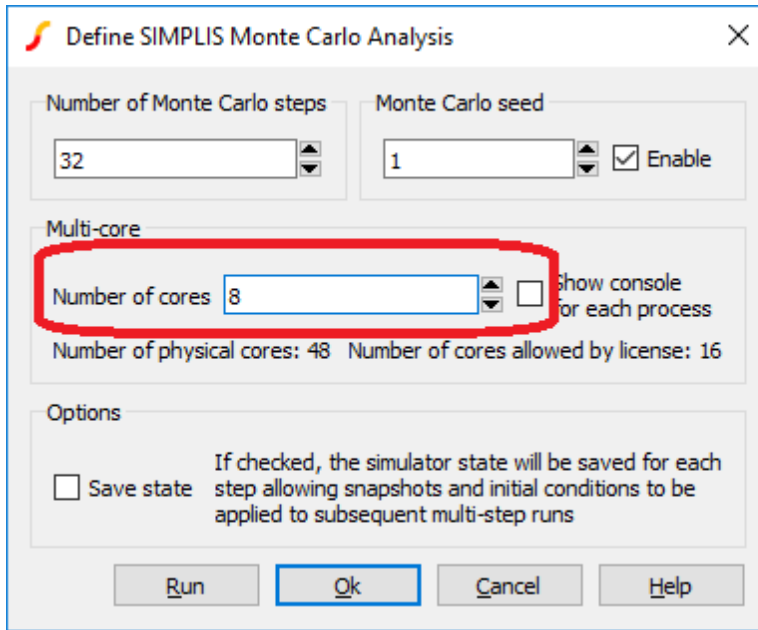 Define SIMPLIS Monte Carlo Analysis
Number of Monte Carlo steps
Monte Carlo seed
32
1
Enable
Multi-core
Number of cores
8
Show console
for each process
Number of physical cores: 48
Number of cores allowed by license: 16
Options
Save state
If checked, the simulator state will be saved for each
step allowing snapshots and initial conditions to be
applied to subsequent multi-step runs
Run
Ok
Cancel
Help